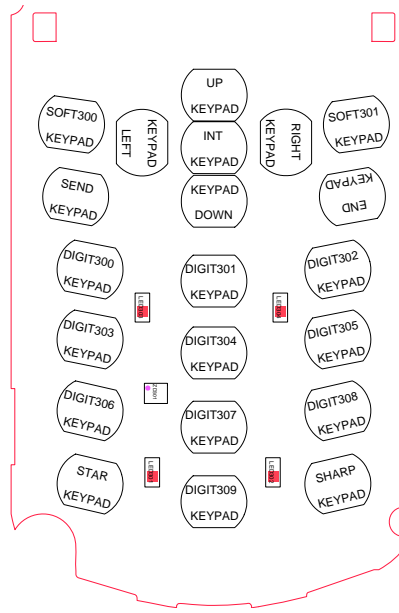 UP
KEYPAD
SOFT300
KEYPAD
KEYPAD
LEFT
INT
KEYPAD
RIGHT
KEYPAD
SOFT301
KEYPAD
SEND
KEYPAD
KEYPAD
DOWN
END
KEYPAD
DIGIT300
KEYPAD
DIGIT301
KEYPAD
DIGIT302
KEYPAD
DIGIT303
KEYPAD
DIGIT304
KEYPAD
DIGIT305
KEYPAD
DIGIT306
KEYPAD
DIGIT307
KEYPAD
DIGIT308
KEYPAD
STAR
KEYPAD
DIGIT309
KEYPAD
SHARP
KEYPAD